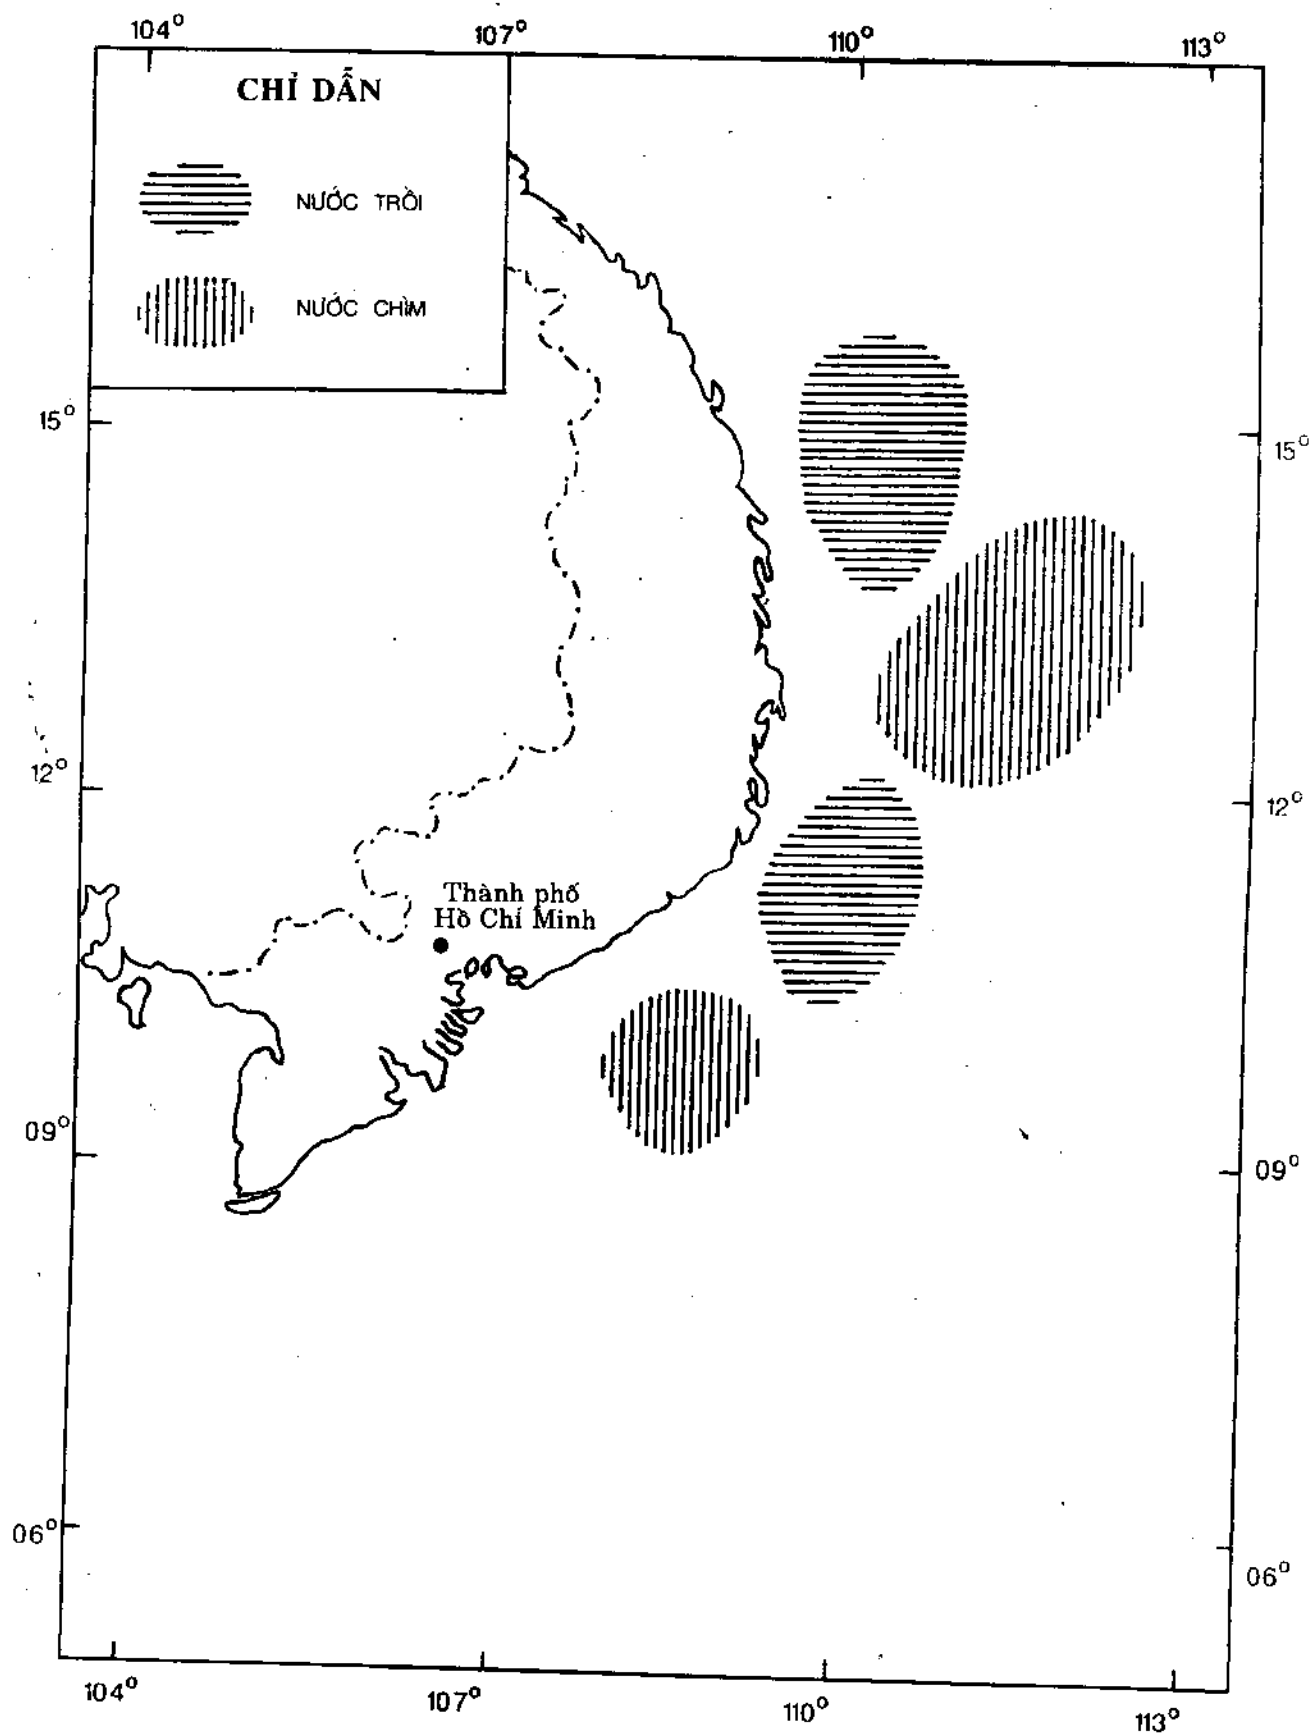 104° 107° 110° 113°
CHỈ DẪN
NƯỚC TRỒI
NƯỚC CHÌM
15° 15°
12° 12°
Thành phố
Hồ Chí Minh
09° 09°
06° 06°
104° 107° 110° 113°